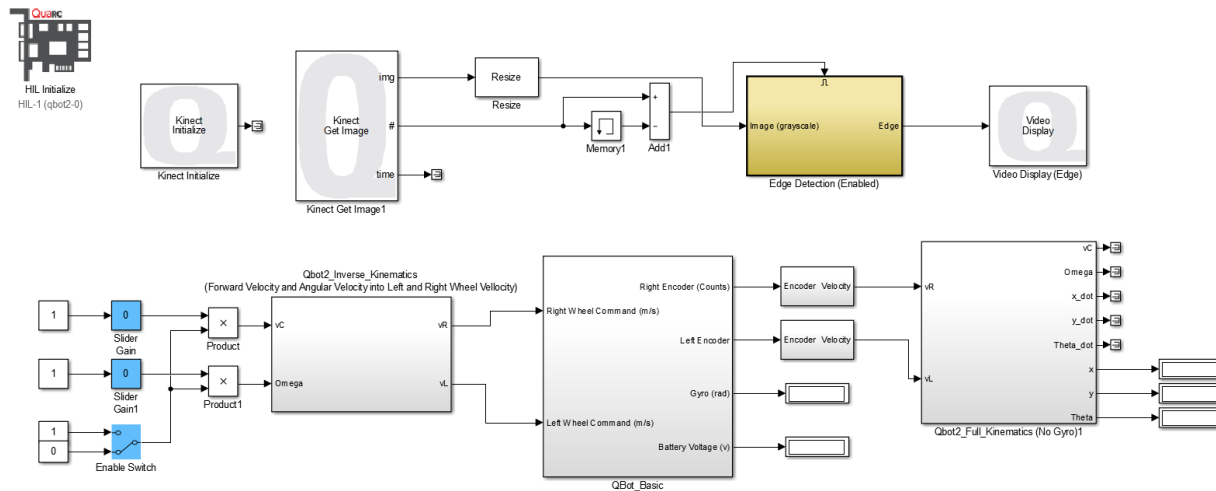 QUARC
HIL Initialize
HIL-1 (qbot2-0)
Kinect
Initialize
Kinect Initialize
Kinect
Get Image
img
#
time
Kinect Get Image1
Resize
Resize
Memory1
+
−
Add1
Image (grayscale)
Edge
Edge Detection (Enabled)
Video
Display
Video Display (Edge)
1
0
Slider
Gain
1
0
Slider
Gain1
1
0
Enable Switch
×
Product
×
Product1
Qbot2_Inverse_Kinematics
(Forward Velocity and Angular Velocity into Left and Right Wheel Vellocity)
vC
Omega
vR
vL
Right Wheel Command (m/s)
Left Wheel Command (m/s)
Right Encoder (Counts)
Left Encoder
Gyro (rad)
Battery Voltage (v)
QBot_Basic
Encoder Velocity
Encoder Velocity
vR
vL
vC
Omega
x_dot
y_dot
Theta_dot
x
y
Theta
Qbot2_Full_Kinematics (No Gyro)1